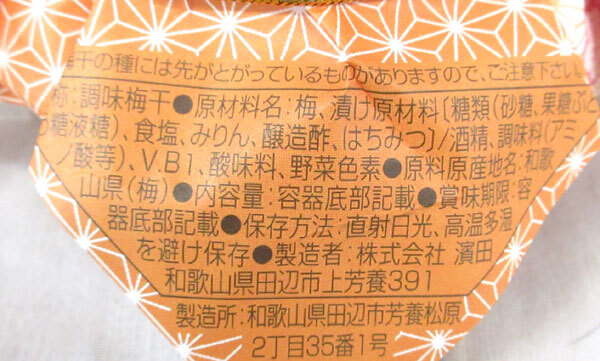 干の種には先がとがっているものがありますので、ご注意下さい
称:調味梅干●原材料名:梅、漬け原材料〔糖類(砂糖、果糖ぶど
う糖液糖)、食塩、みりん、醸造酢、はちみつ〕/酒精、調味料(アミ
ノ酸等)、V.B1、酸味料、野菜色素●原料原産地名:和歌
山県(梅)●内容量:容器底部記載●賞味期限:容
器底部記載●保存方法:直射日光、高温多湿
を避け保存●製造者:株式会社 濱田
和歌山県田辺市上芳養391
製造所:和歌山県田辺市芳養松原
2丁目35番1号